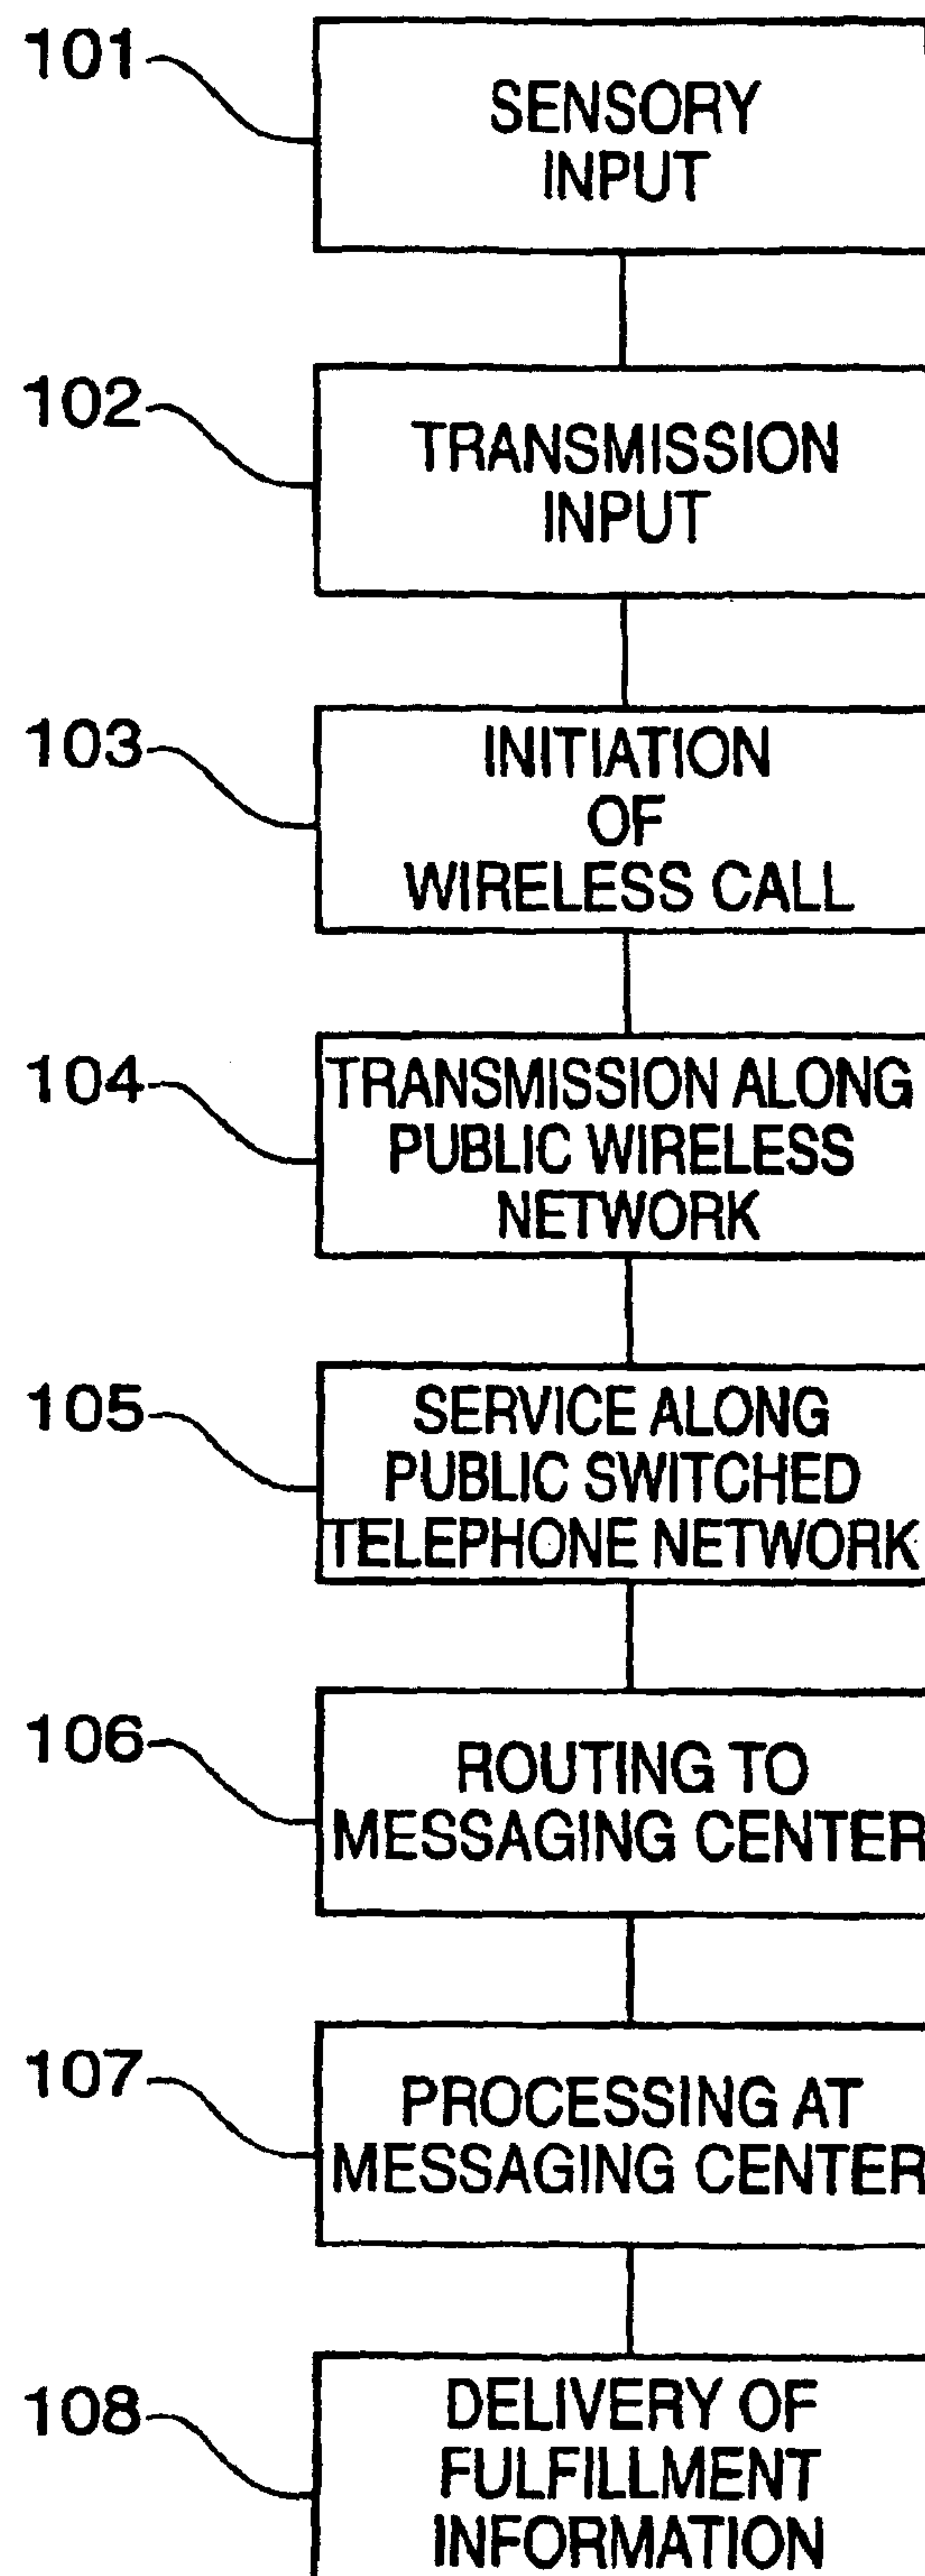 101
SENSORY
INPUT
102
TRANSMISSION
INPUT
103
INITIATION
OF
WIRELESS CALL
104
TRANSMISSION ALONG
PUBLIC WIRELESS
NETWORK
105
SERVICE ALONG
PUBLIC SWITCHED
TELEPHONE NETWORK
106
ROUTING TO
MESSAGING CENTER
107
PROCESSING AT
MESSAGING CENTER
108
DELIVERY OF
FULFILLMENT
INFORMATION